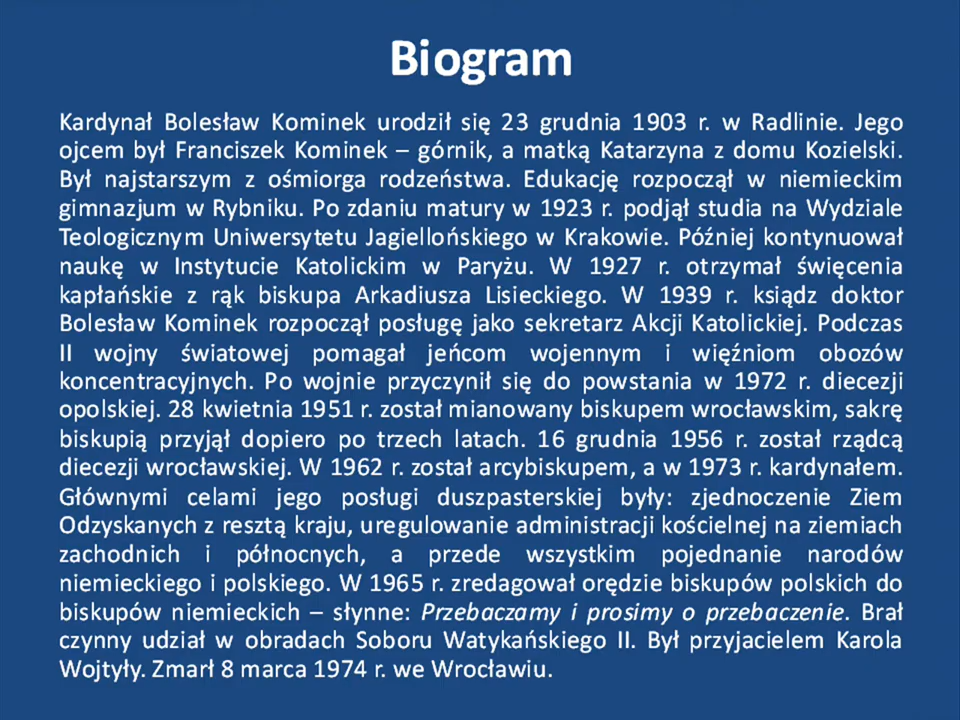 Biogram
Kardynał Bolesław Kominek urodził się 23 grudnia 1903 r. w Radlinie. Jego
ojcem był Franciszek Kominek – górnik, a matką Katarzyna z domu Kozielski.
Był najstarszym z ośmiorga rodzeństwa. Edukację rozpoczął w niemieckim
gimnazjum w Rybniku. Po zdaniu matury w 1923 r. podjął studia na Wydziale
Teologicznym Uniwersytetu Jagiellońskiego w Krakowie. Później kontynuował
naukę w Instytucie Katolickim w Paryżu. W 1927 r. otrzymał święcenia
kapłańskie z rąk biskupa Arkadiusza Lisieckiego. W 1939 r. ksiądz doktor
Bolesław Kominek rozpoczął posługę jako sekretarz Akcji Katolickiej. Podczas
II wojny światowej pomagał jeńcom wojennym i więźniom obozów
koncentracyjnych. Po wojnie przyczynił się do powstania w 1972 r. diecezji
opolskiej. 28 kwietnia 1951 r. został mianowany biskupem wrocławskim, sakrę
biskupią przyjął dopiero po trzech latach. 16 grudnia 1956 r. został rządcą
diecezji wrocławskiej. W 1962 r. został arcybiskupem, a w 1973 r. kardynałem.
Głównymi celami jego posługi duszpasterskiej były: zjednoczenie Ziem
Odzyskanych z resztą kraju, uregulowanie administracji kościelnej na ziemiach
zachodnich i północnych, a przede wszystkim pojednanie narodów
niemieckiego i polskiego. W 1965 r. zredagował orędzie biskupów polskich do
biskupów niemieckich – słynne: Przebaczamy i prosimy o przebaczenie. Brał
czynny udział w obradach Soboru Watykańskiego II. Był przyjacielem Karola
Wojtyły. Zmarł 8 marca 1974 r. we Wrocławiu.